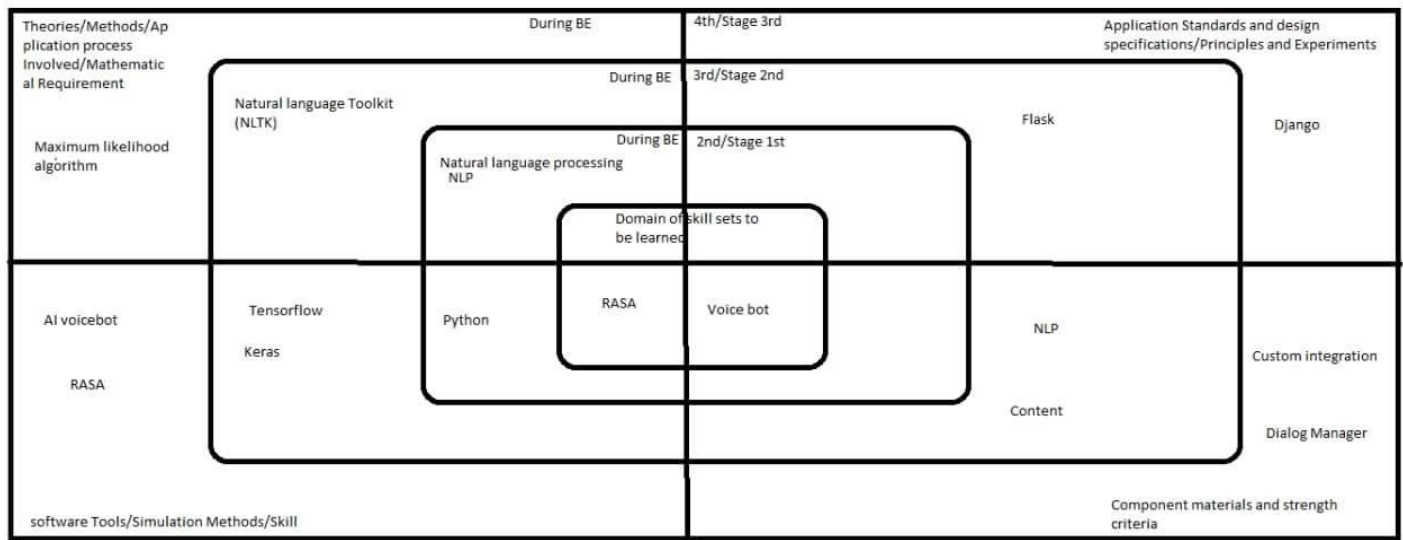 Theories/Methods/Ap
plication process
Involved/Mathematic
al Requirement
During BE
4th/Stage 3rd
Application Standards and design
specifications/Principles and Experiments
During BE
3rd/Stage 2nd
Natural language Toolkit
(NLTK)
Flask
Django
Maximum likelihood
algorithm
During BE
2nd/Stage 1st
Natural language processing
NLP
Domain of skill sets to
be learned
AI voicebot
RASA
Tensorflow
Keras
Python
RASA
Voice bot
NLP
Content
Custom integration
Dialog Manager
software Tools/Simulation Methods/Skill
Component materials and strength
criteria